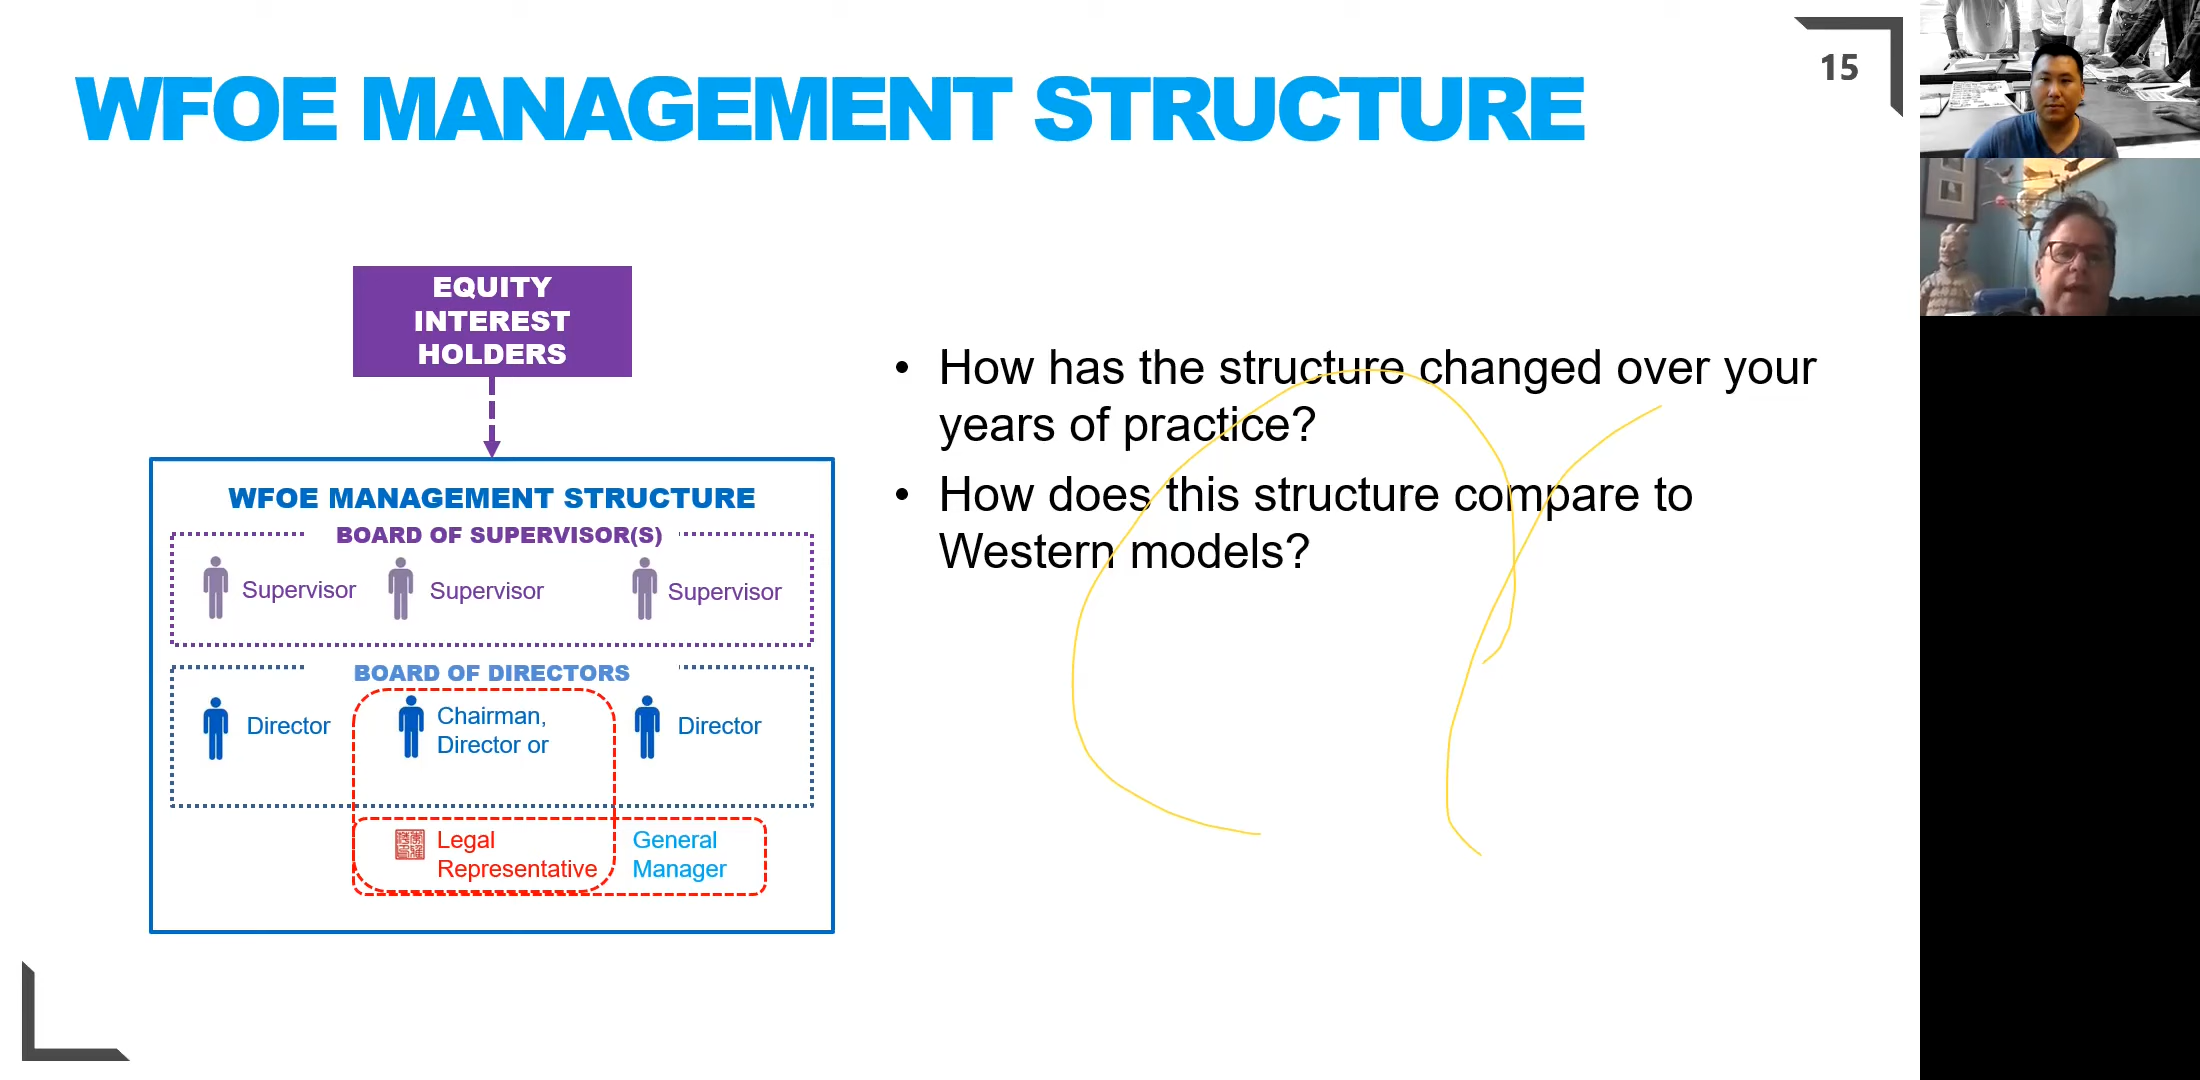 WFOE MANAGEMENT STRUCTURE
15
EQUITY
INTEREST
HOLDERS
WFOE MANAGEMENT STRUCTURE
BOARD OF SUPERVISOR(S)
Supervisor
Supervisor
Supervisor
BOARD OF DIRECTORS
Director
Chairman,
Director or
Director
Legal
Representative
General
Manager
• How has the structure changed over your
years of practice?
• How does this structure compare to
Western models?